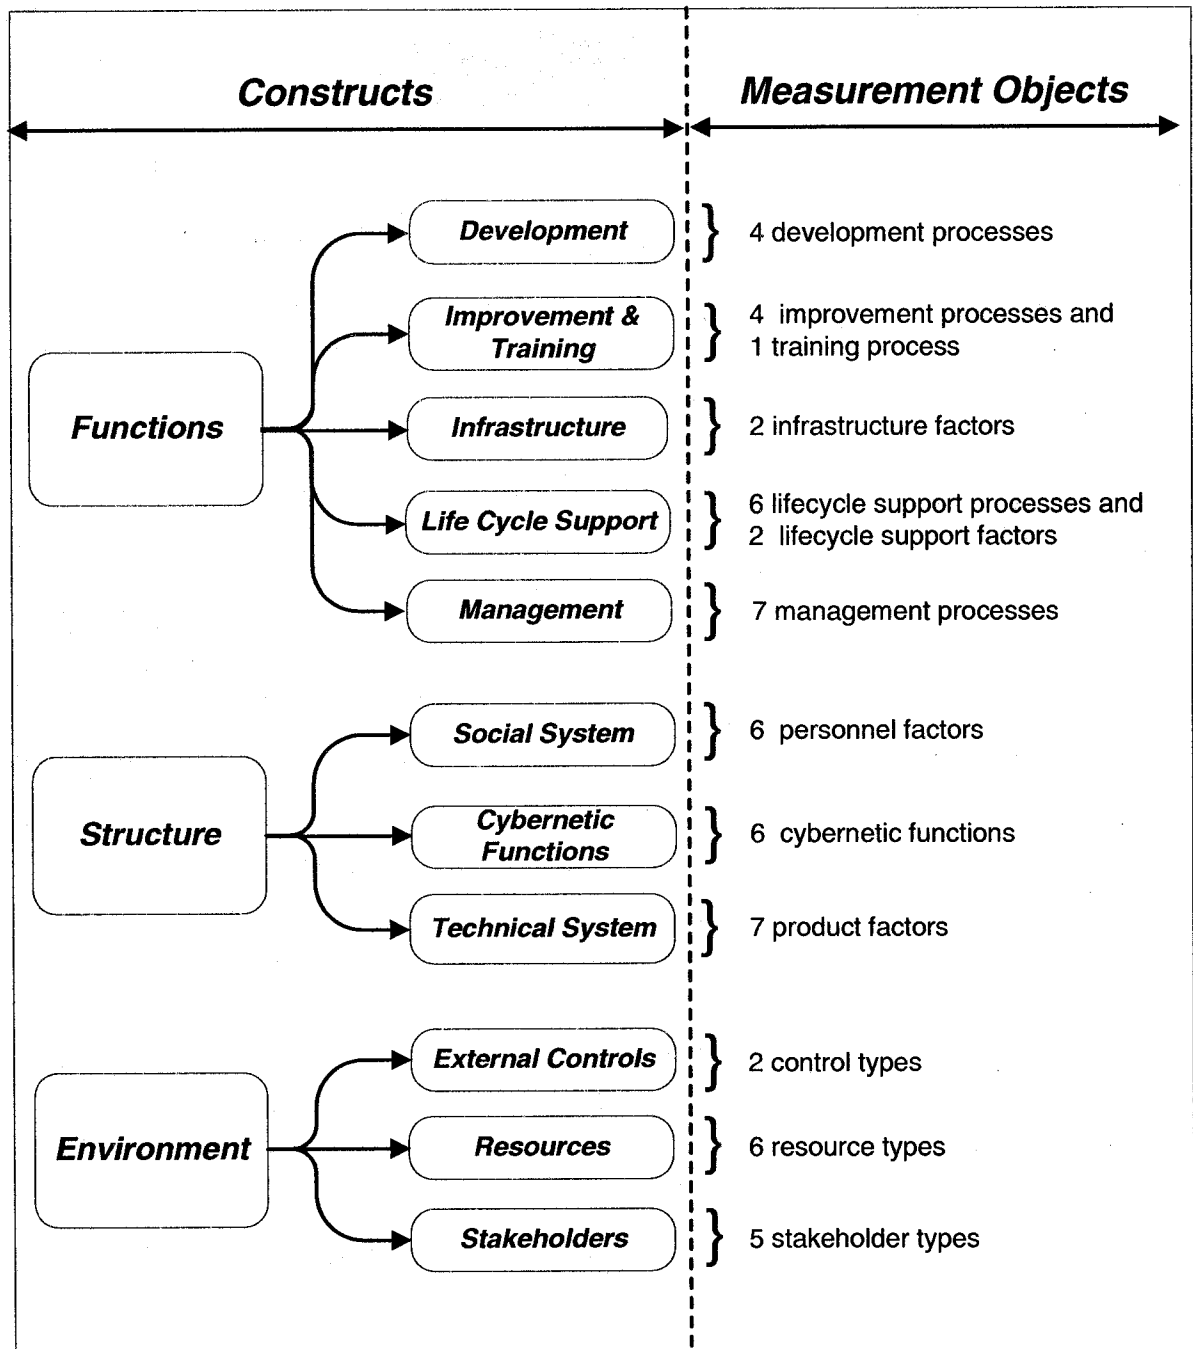 Constructs
Measurement Objects
Functions
Development
4 development processes
Improvement &
Training
4 improvement processes and
1 training process
Infrastructure
2 infrastructure factors
Life Cycle Support
6 lifecycle support processes and
2 lifecycle support factors
Management
7 management processes
Structure
Social System
6 personnel factors
Cybernetic
Functions
6 cybernetic functions
Technical System
7 product factors
Environment
External Controls
2 control types
Resources
6 resource types
Stakeholders
5 stakeholder types